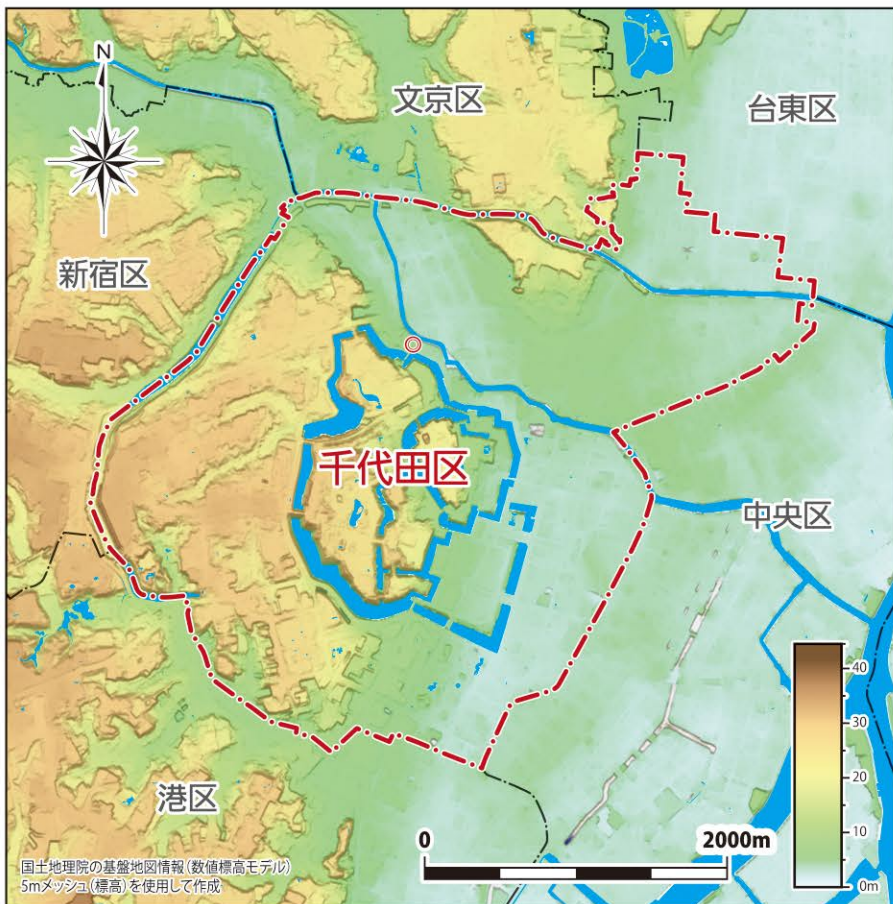 N
文京区
台東区
新宿区
千代田区
中央区
港区
40
30
20
10
0m
0
2000m
国土地理院の基盤地図情報(数値標高モデル)
5mメッシュ(標高)を使用して作成